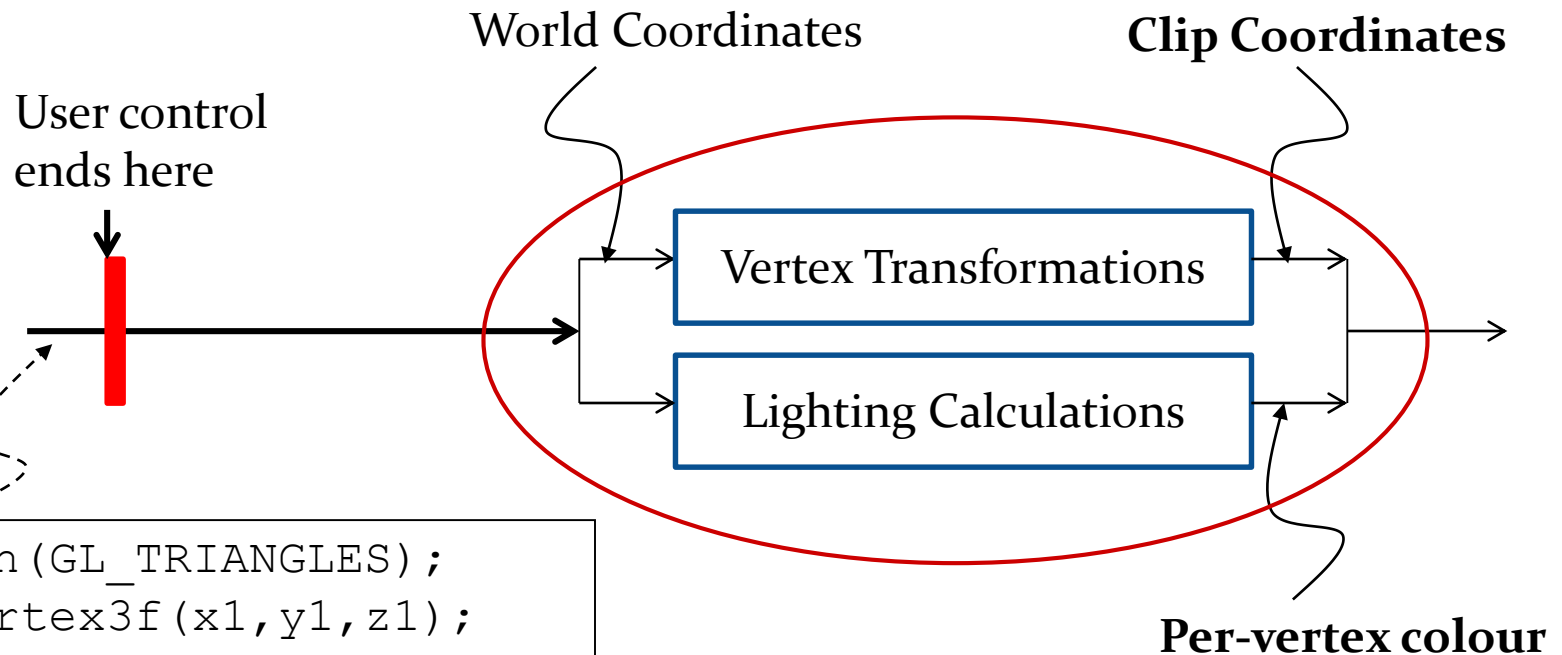 World Coordinates
Clip Coordinates
User control
ends here
Vertex Transformations
Lighting Calculations
n(GL_TRIANGLES);
rtex3f(x1,y1,z1);
Per-vertex colour